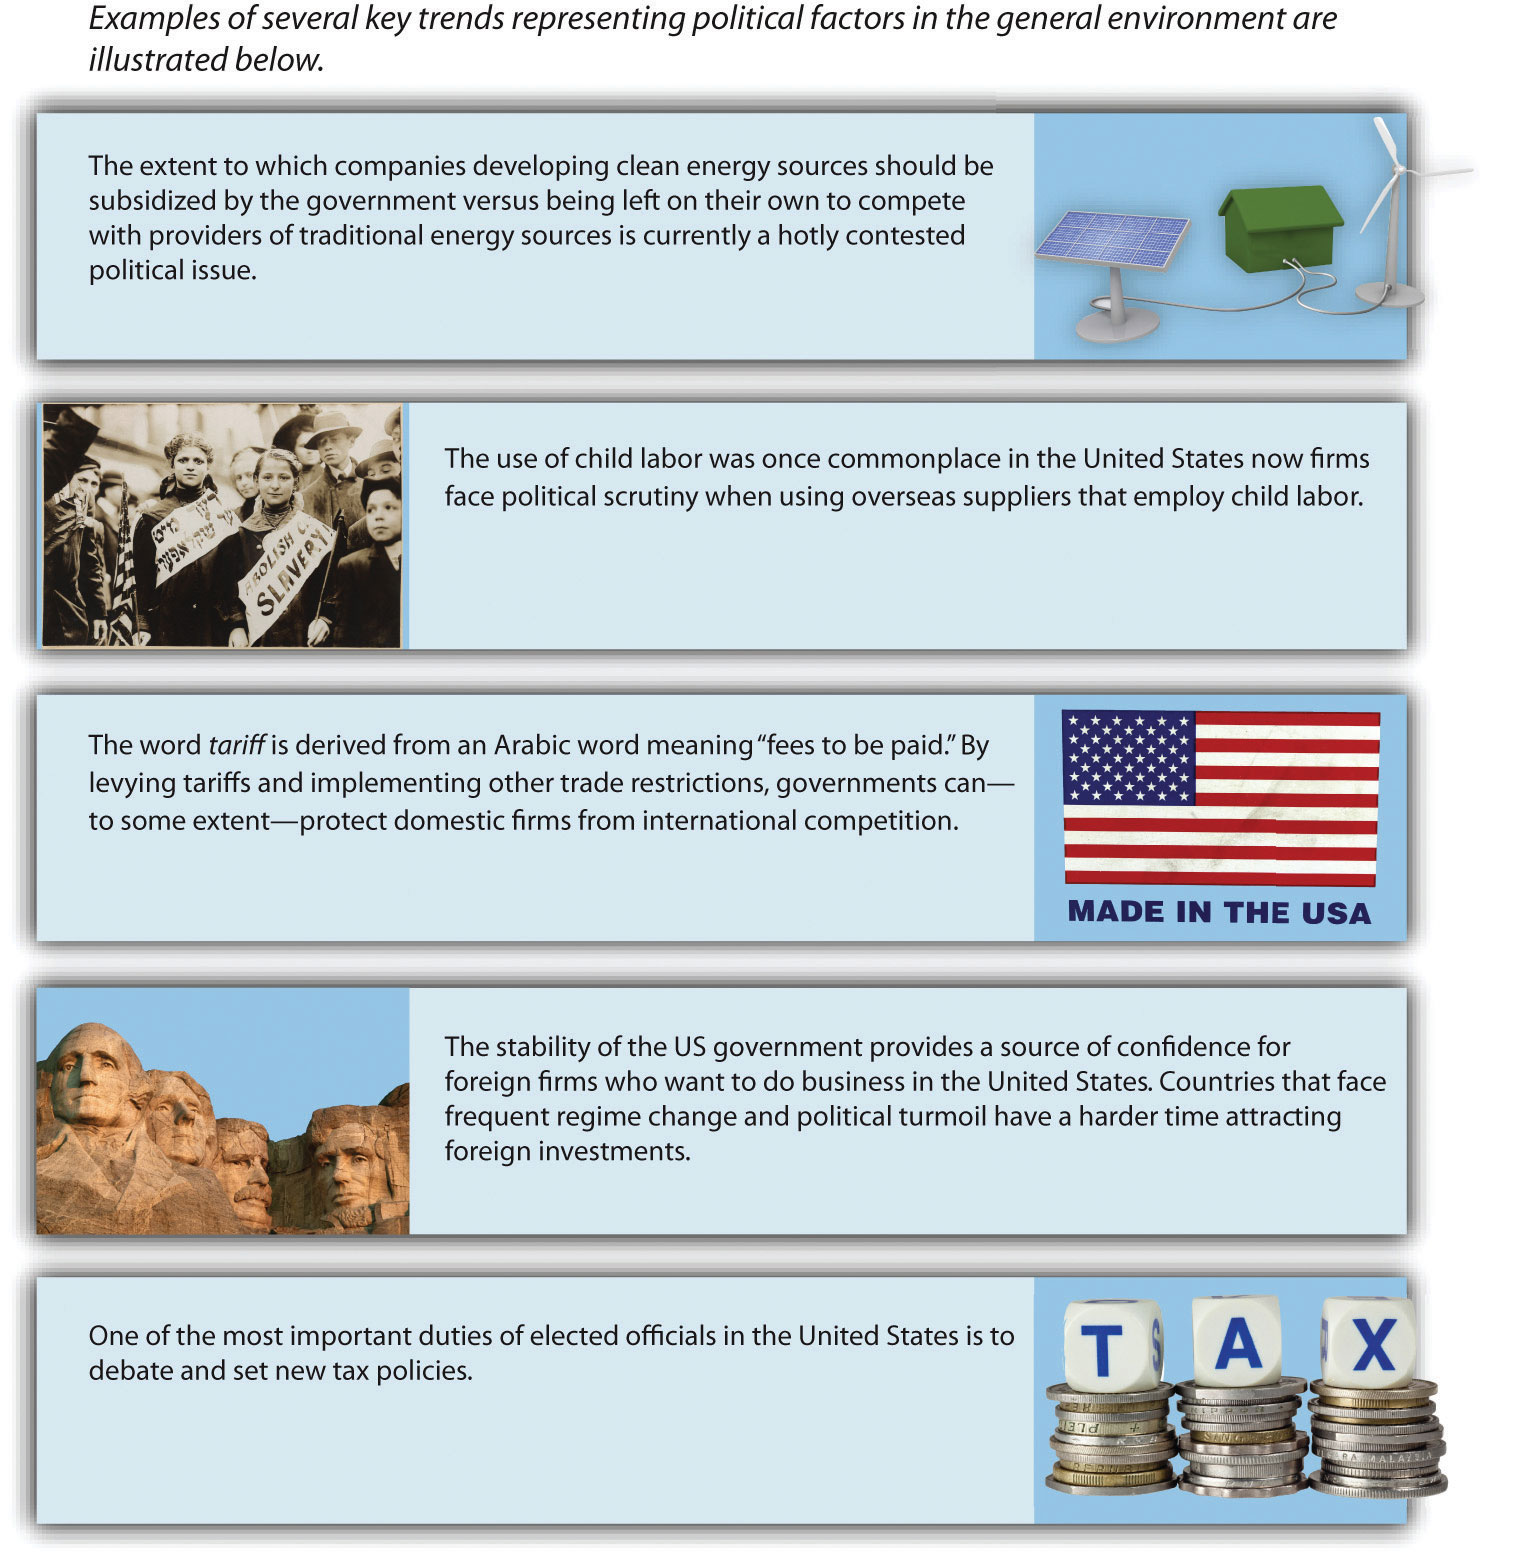 Examples of several key trends representing political factors in the general environment are
illustrated below.
The extent to which companies developing clean energy sources should be
subsidized by the government versus being left on their own to compete
with providers of traditional energy sources is currently a hotly contested
political issue.
ABOLISH
SLAVERY
The use of child labor was once commonplace in the United States now firms
face political scrutiny when using overseas suppliers that employ child labor.
The word tariff is derived from an Arabic word meaning “fees to be paid.” By
levying tariffs and implementing other trade restrictions, governments can—
to some extent—protect domestic firms from international competition.
MADE IN THE USA
The stability of the US government provides a source of confidence for
foreign firms who want to do business in the United States. Countries that face
frequent regime change and political turmoil have a harder time attracting
foreign investments.
One of the most important duties of elected officials in the United States is to
debate and set new tax policies.
T A X